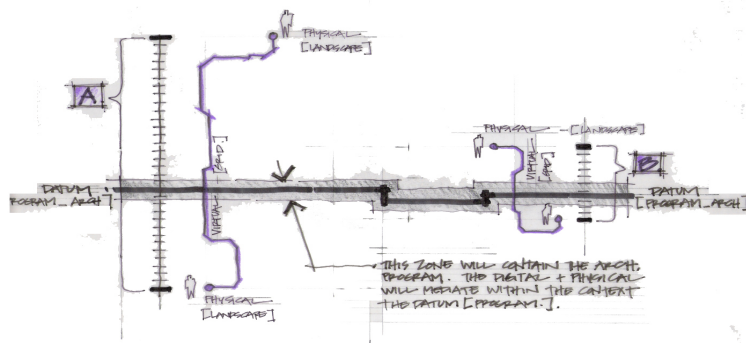 PHYSICAL
[LANDSCAPE]
A
[GRID.]
PHYSICAL - [LANDSCAPE]
VIRTUAL
[GRID]
B
DATUM
PROGRAM_ARCH]
DATUM
[PROGRAM_ARCH]
VIRTUAL
THIS ZONE WILL CONTAIN THE ARCH.
PROGRAM. THE DIGITAL + PHYSICAL
WILL MEDIATE WITHIN THE CONTEXT
THE DATUM [PROGRAM.].
PHYSICAL
[LANDSCAPE]